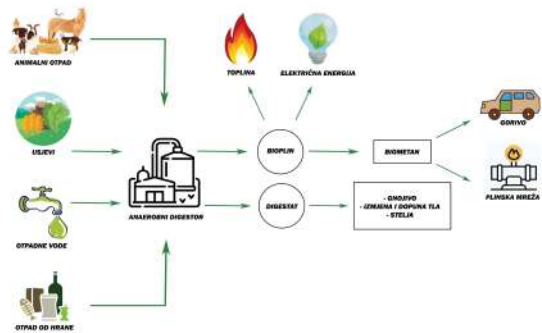 ANIMALNI OTPAD
TOPLINA
ELEKTRIČNA ENERGIJA
USJEVI
BIOPLIN
BIOMETAN
GORIVO
ANAEROBNI DIGESTOR
DIGESTAT
- GNOJIVO
- IZMJENA I DOPUNA TLA
- STELJA
PLINSKA MREŽA
OTPADNE VODE
OTPAD OD HRANE